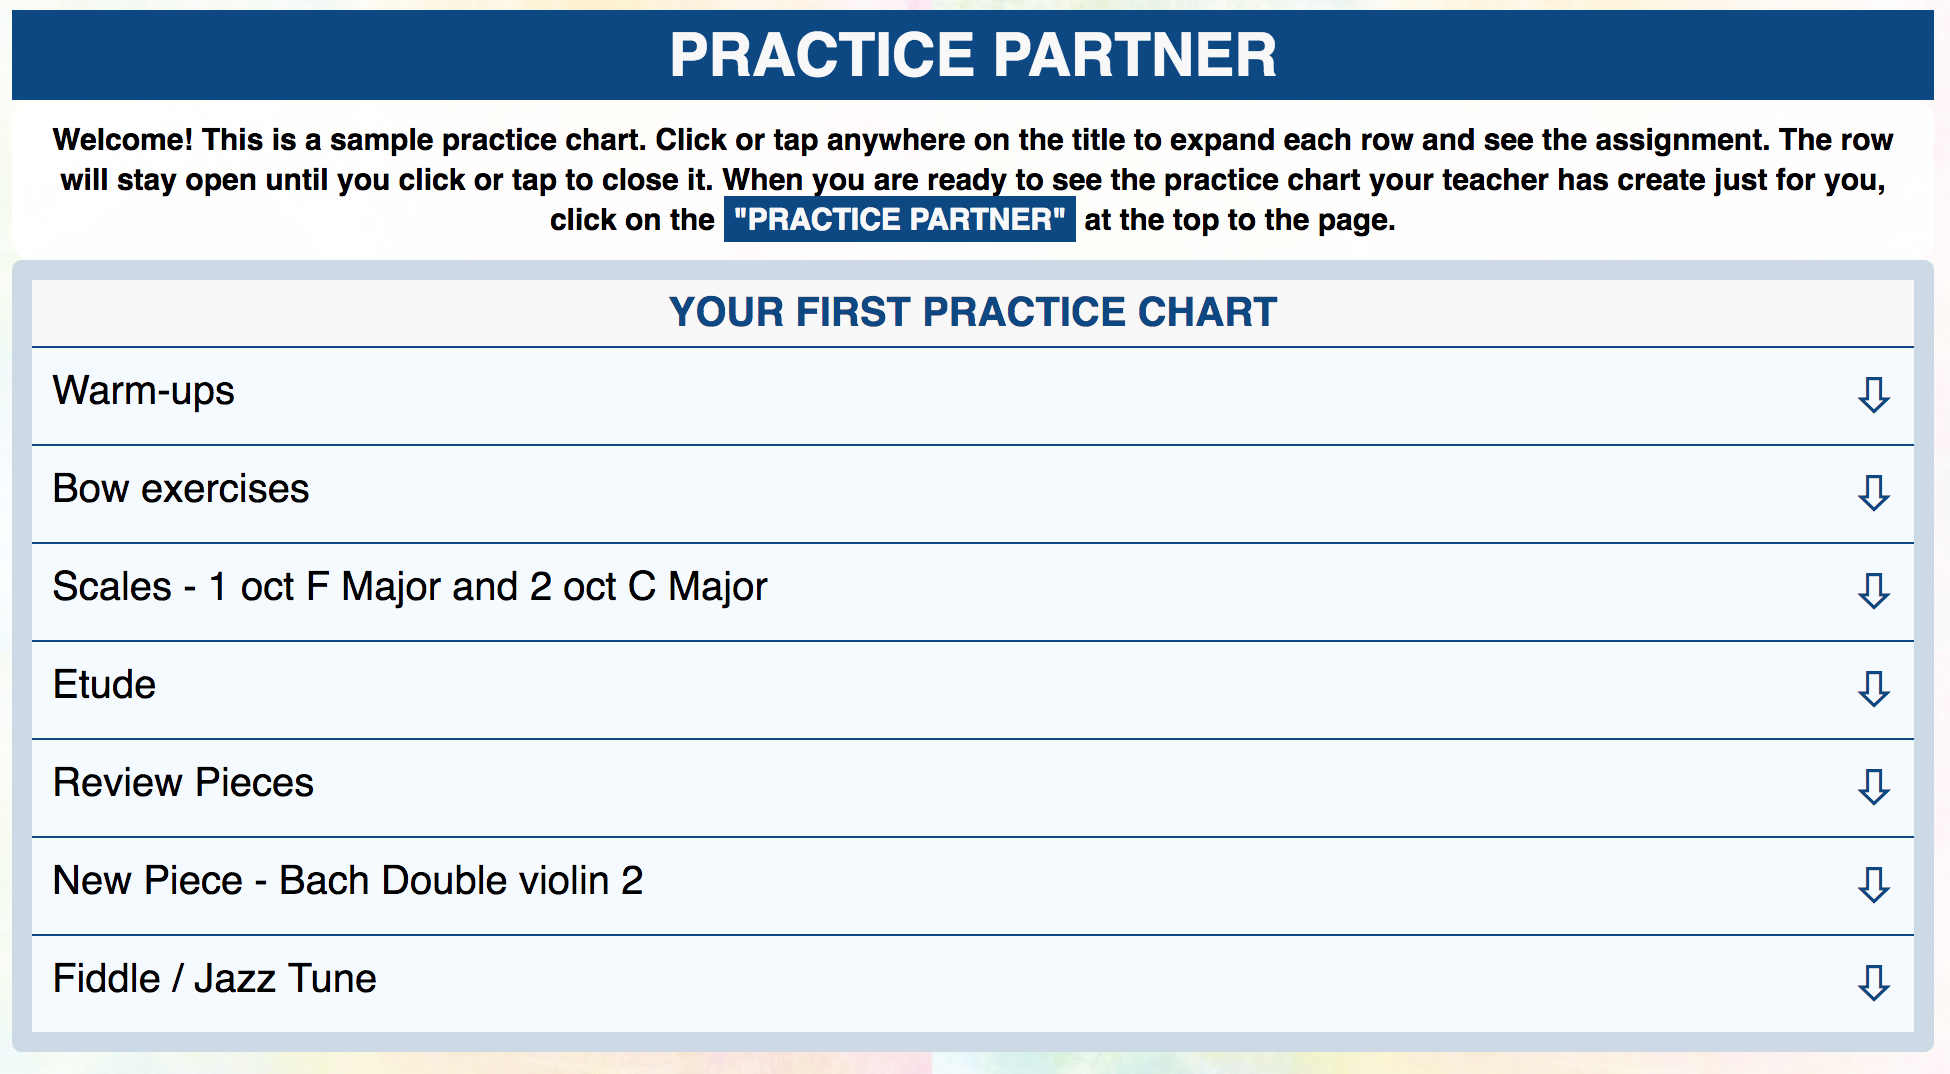 PRACTICE PARTNER
Welcome! This is a sample practice chart. Click or tap anywhere on the title to expand each row and see the assignment. The row
will stay open until you click or tap to close it. When you are ready to see the practice chart your teacher has create just for you,
click on the "PRACTICE PARTNER" at the top to the page.
YOUR FIRST PRACTICE CHART
Warm-ups
Bow exercises
Scales - 1 oct F Major and 2 oct C Major
Etude
Review Pieces
New Piece - Bach Double violin 2
Fiddle / Jazz Tune